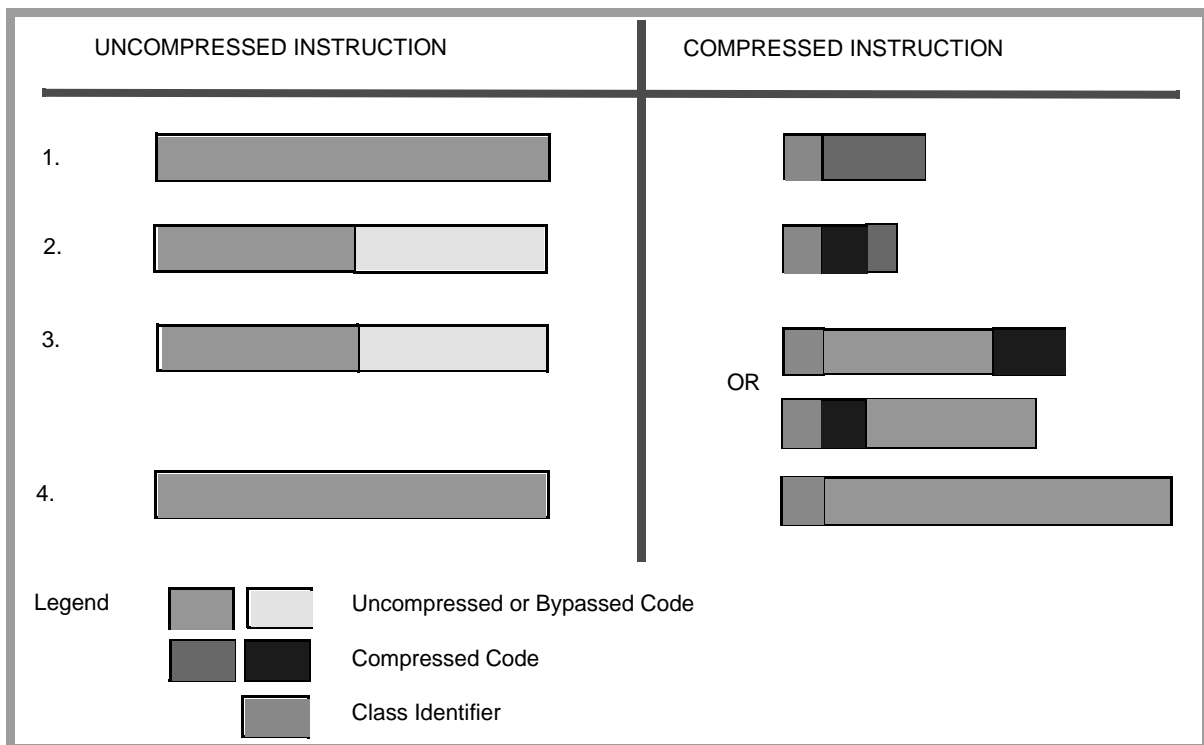 UNCOMPRESSED INSTRUCTION
COMPRESSED INSTRUCTION
1.
2.
3.
OR
4.
Legend
Uncompressed or Bypassed Code
Compressed Code
Class Identifier